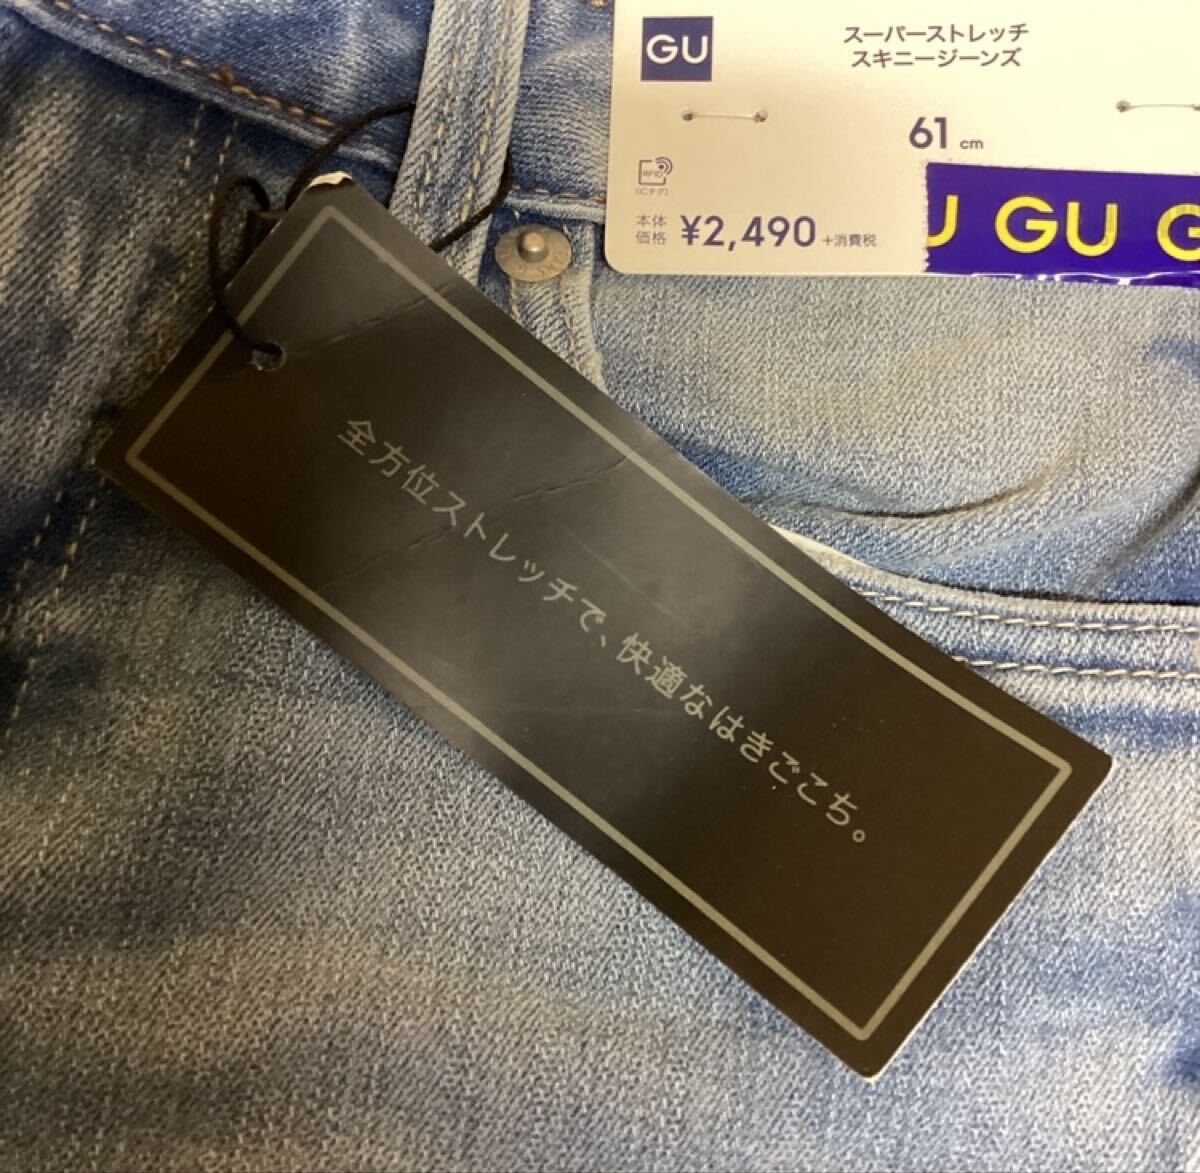 GU
スーパーストレッチ
スキニージーンズ
61 cm
RFID
(ICタグ)
本体
価格 ¥2,490 +消費税
U GU G
全方位ストレッチで、快適なはきごこち。